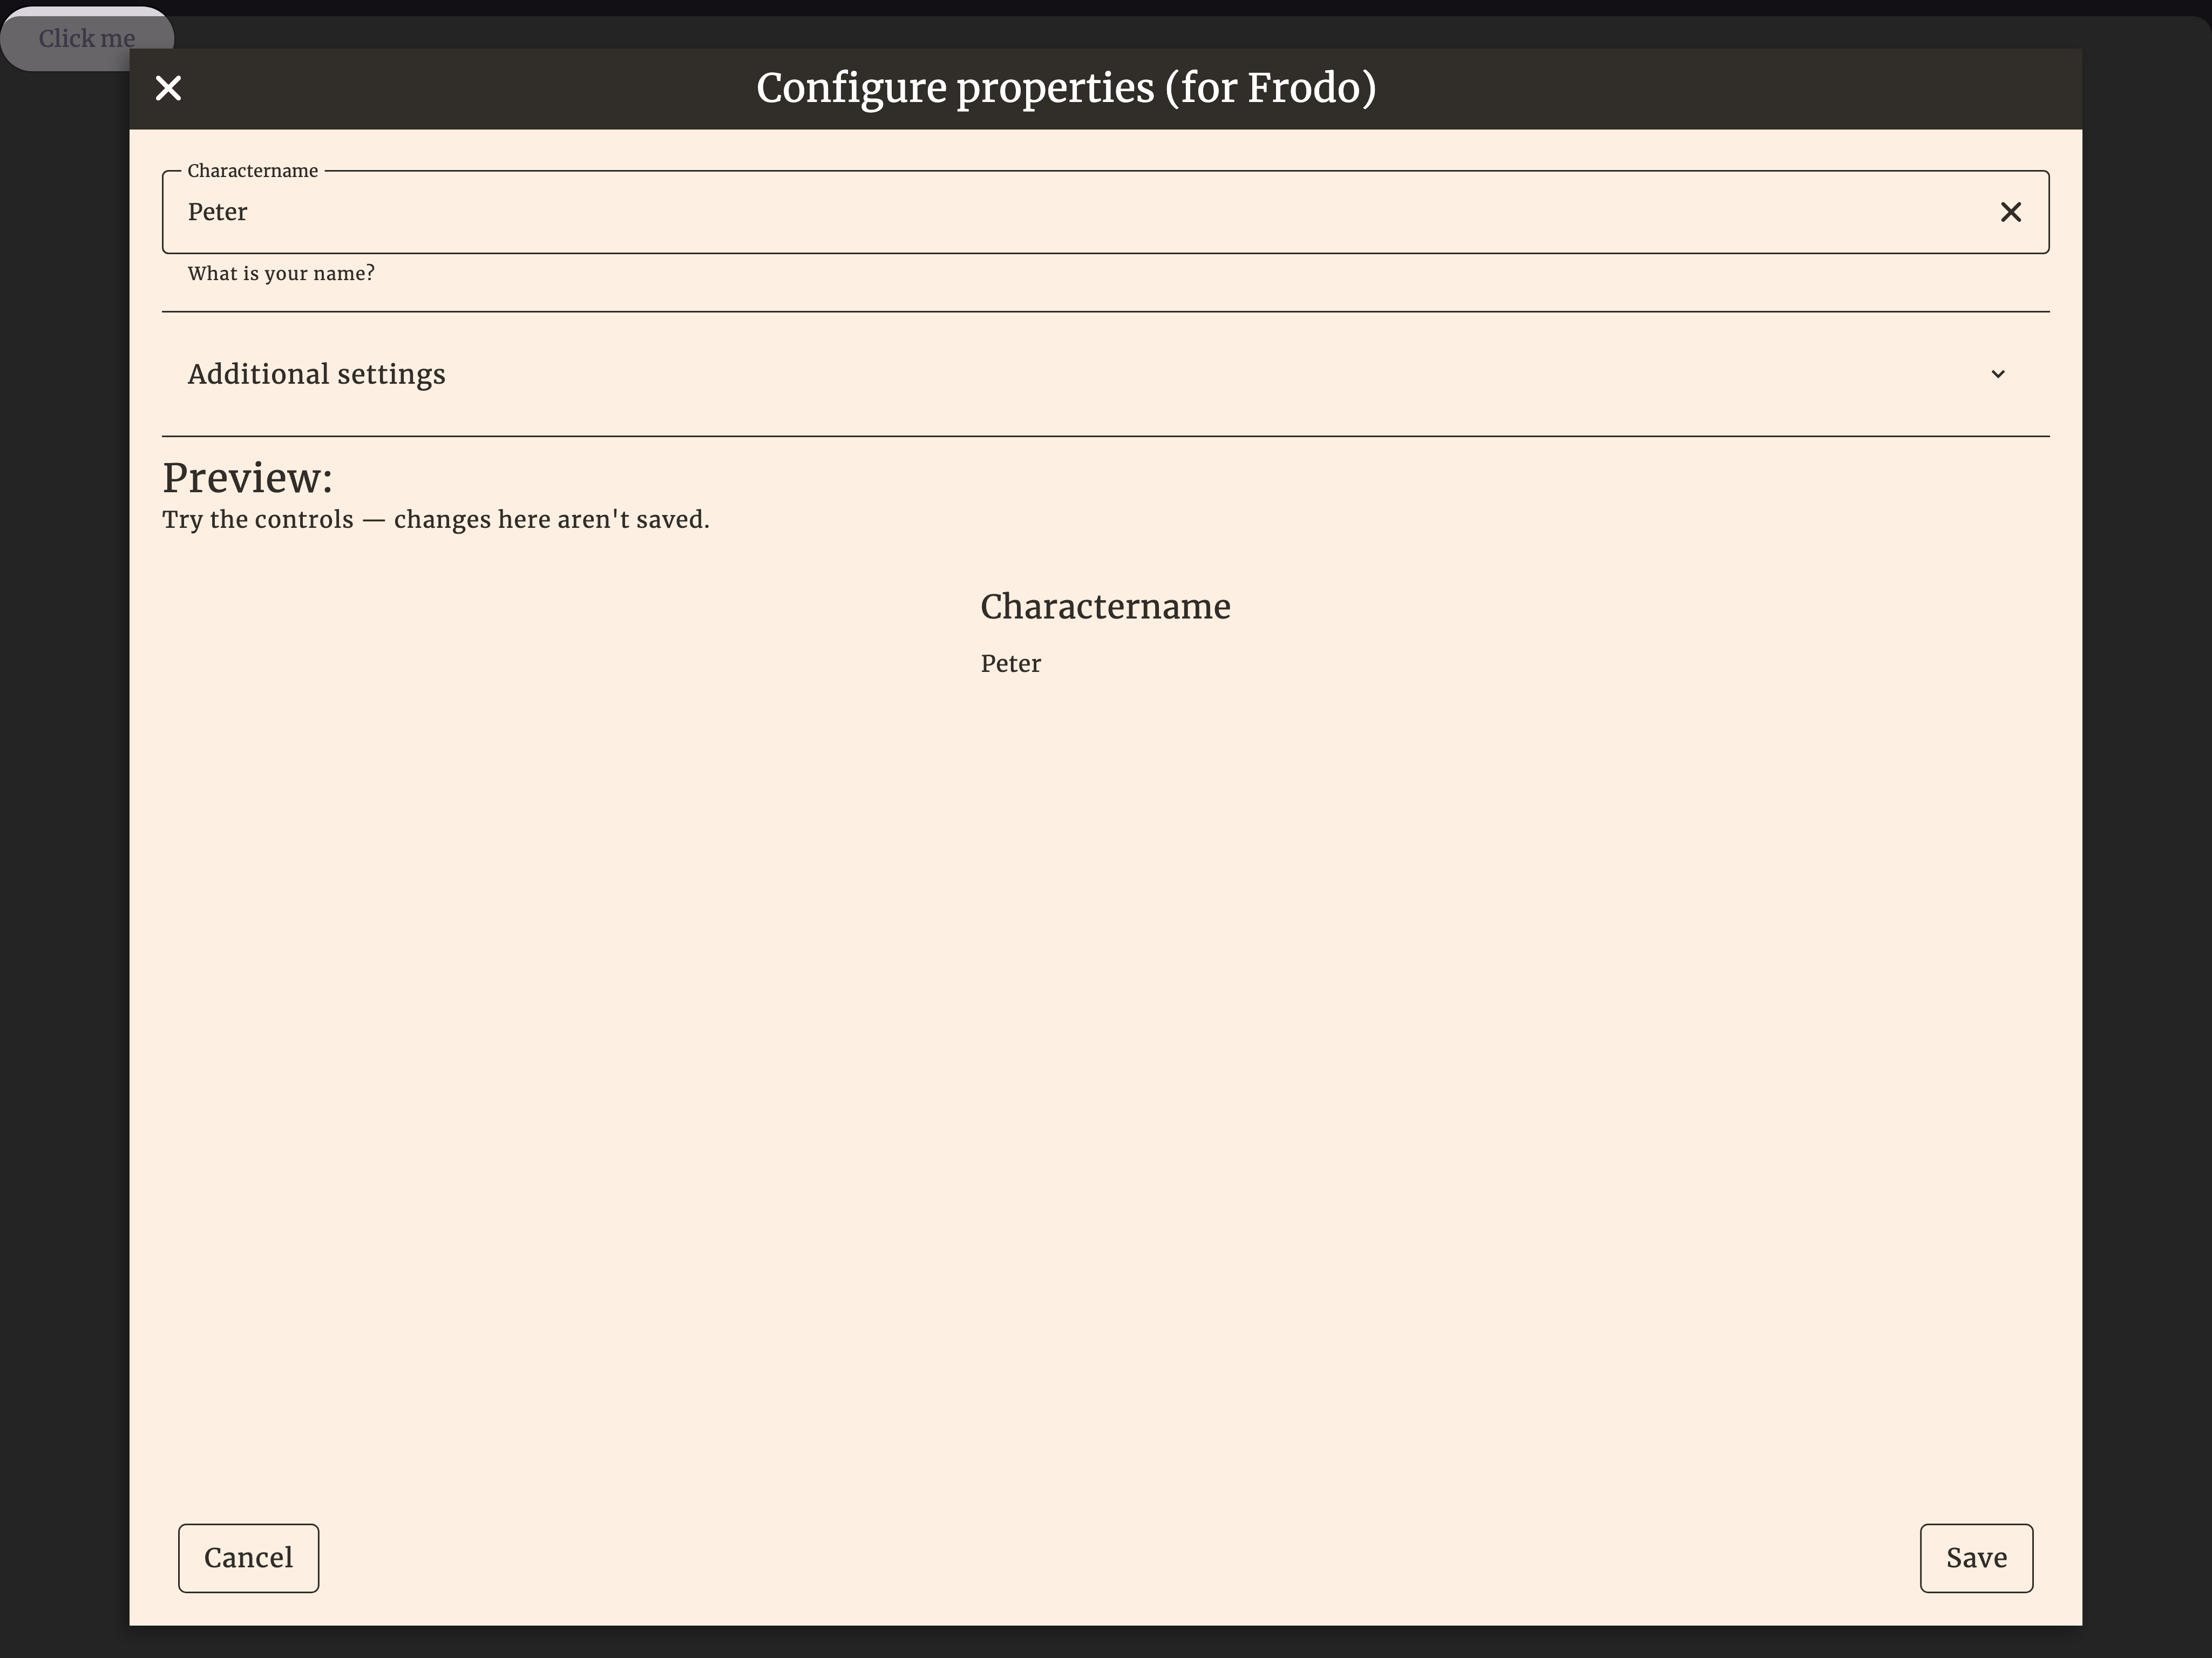 Click me
Configure properties (for Frodo)
Charactername
Peter
What is your name?
Additional settings
Preview:
Try the controls — changes here aren't saved.
Charactername
Peter
Cancel
Save